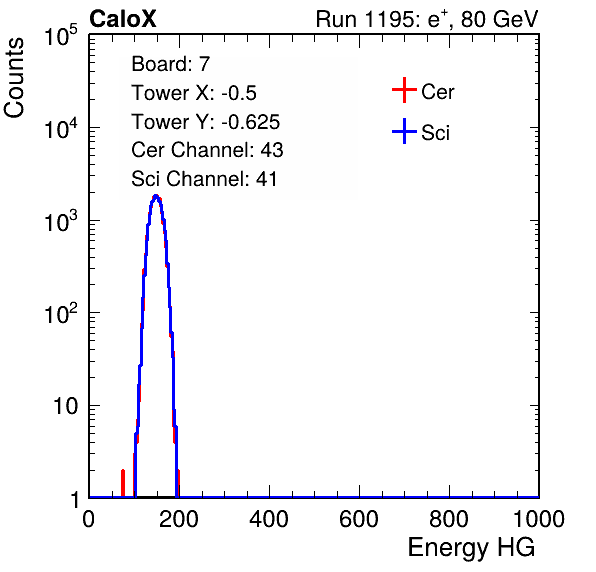 CaloX Run 1195: e⁺, 80 GeV
Counts
Board: 7
Tower X: -0.5
Tower Y: -0.625
Cer Channel: 43
Sci Channel: 41
Cer
Sci
10⁵
10⁴
10³
10²
10
1
0 200 400 600 800 1000
Energy HG